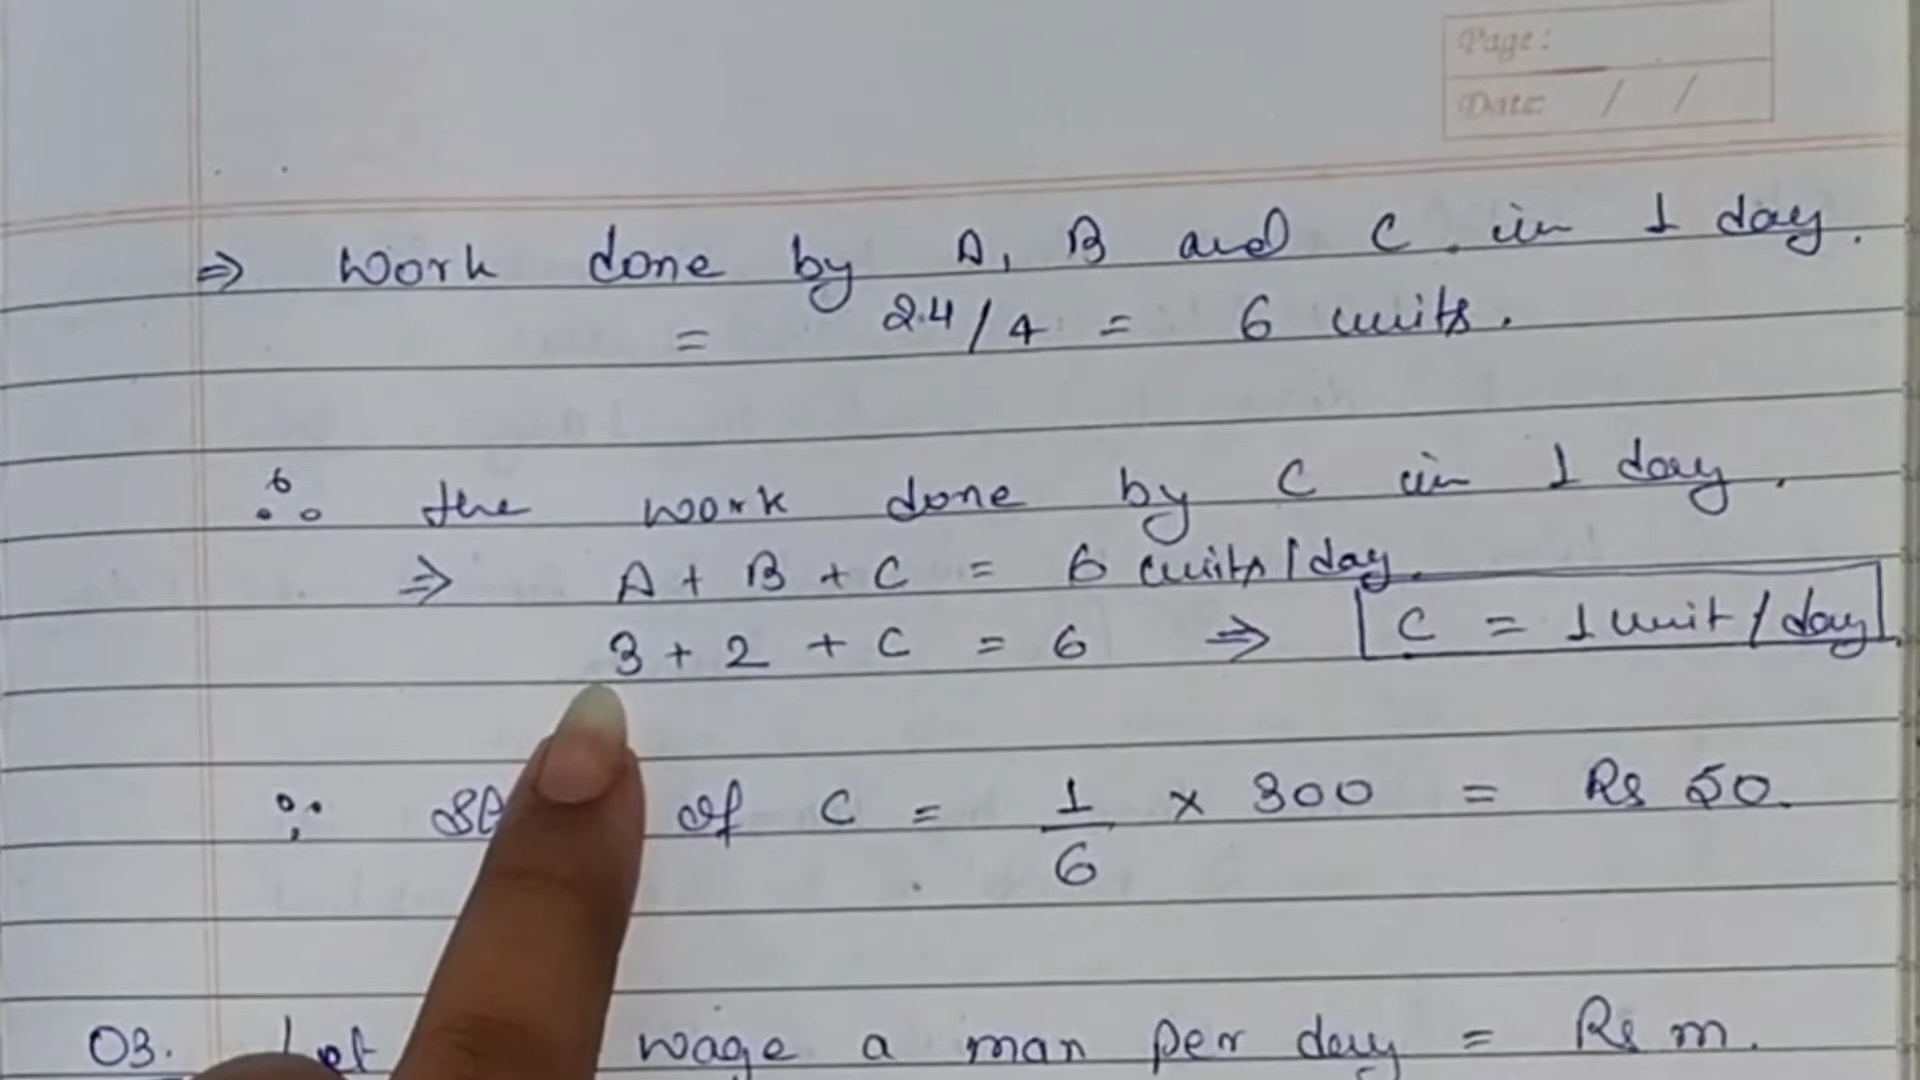 Page:
Date: / /
⇒ Work done by A, B and C in 1 day.
= 24/4 = 6 units.
∴ the work done by C in 1 day.
⇒ A + B + C = 6 units/day.
3 + 2 + C = 6 ⇒ C = 1 unit/day
∴ of C = 1/6 × 300 = Rs 50.
03. Let wage a man per day = Rs m.